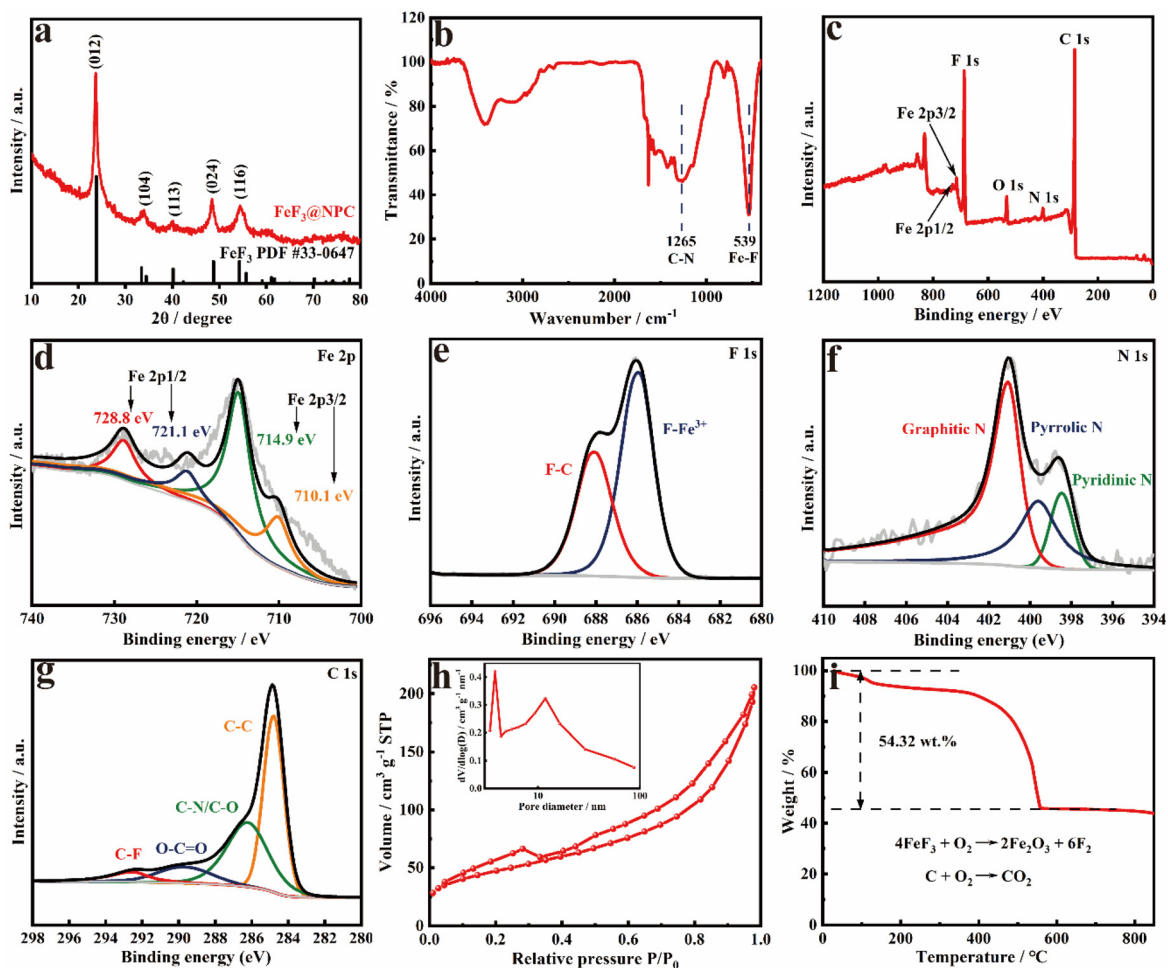 a
(012)
(104)
(113)
(024)
(116)
FeF₃@NPC
FeF₃ PDF #33-0647
Intensity / a.u.
10 20 30 40 50 60 70 80
2θ / degree
b
Transmittance / %
120
100
80
60
40
20
0
1265
C-N
539
Fe-F
4000 3000 2000 1000
Wavenumber / cm⁻¹
c
C 1s
F 1s
Fe 2p3/2
O 1s
N 1s
Fe 2p1/2
Intensity / a.u.
1200 1000 800 600 400 200 0
Binding energy / eV
d
Fe 2p
Fe 2p1/2
Fe 2p3/2
728.8 eV
721.1 eV
714.9 eV
710.1 eV
Intensity / a.u.
740 730 720 710 700
Binding energy / eV
e
F 1s
F-Fe³⁺
F-C
Intensity / a.u.
696 694 692 690 688 686 684 682 680
Binding energy / eV
f
N 1s
Graphitic N
Pyrrolic N
Pyridinic N
Intensity / a.u.
410 408 406 404 402 400 398 396 394
Binding energy (eV)
g
C 1s
C-C
C-N/C-O
O-C=O
C-F
Intensity / a.u.
298 296 294 292 290 288 286 284 282 280
Binding energy (eV)
h
Volume / cm³ g⁻¹ STP
200
150
100
50
0
dV/dlog(D) / cm³ g⁻¹ nm⁻¹
0.4
0.3
0.2
0.1
0.0
10 100
Pore diameter / nm
0.0 0.2 0.4 0.6 0.8 1.0
Relative pressure P/P₀
i
Weight / %
100
80
60
40
20
0
54.32 wt.%
4FeF₃ + O₂ → 2Fe₂O₃ + 6F₂
C + O₂ → CO₂
0 200 400 600 800
Temperature / °C